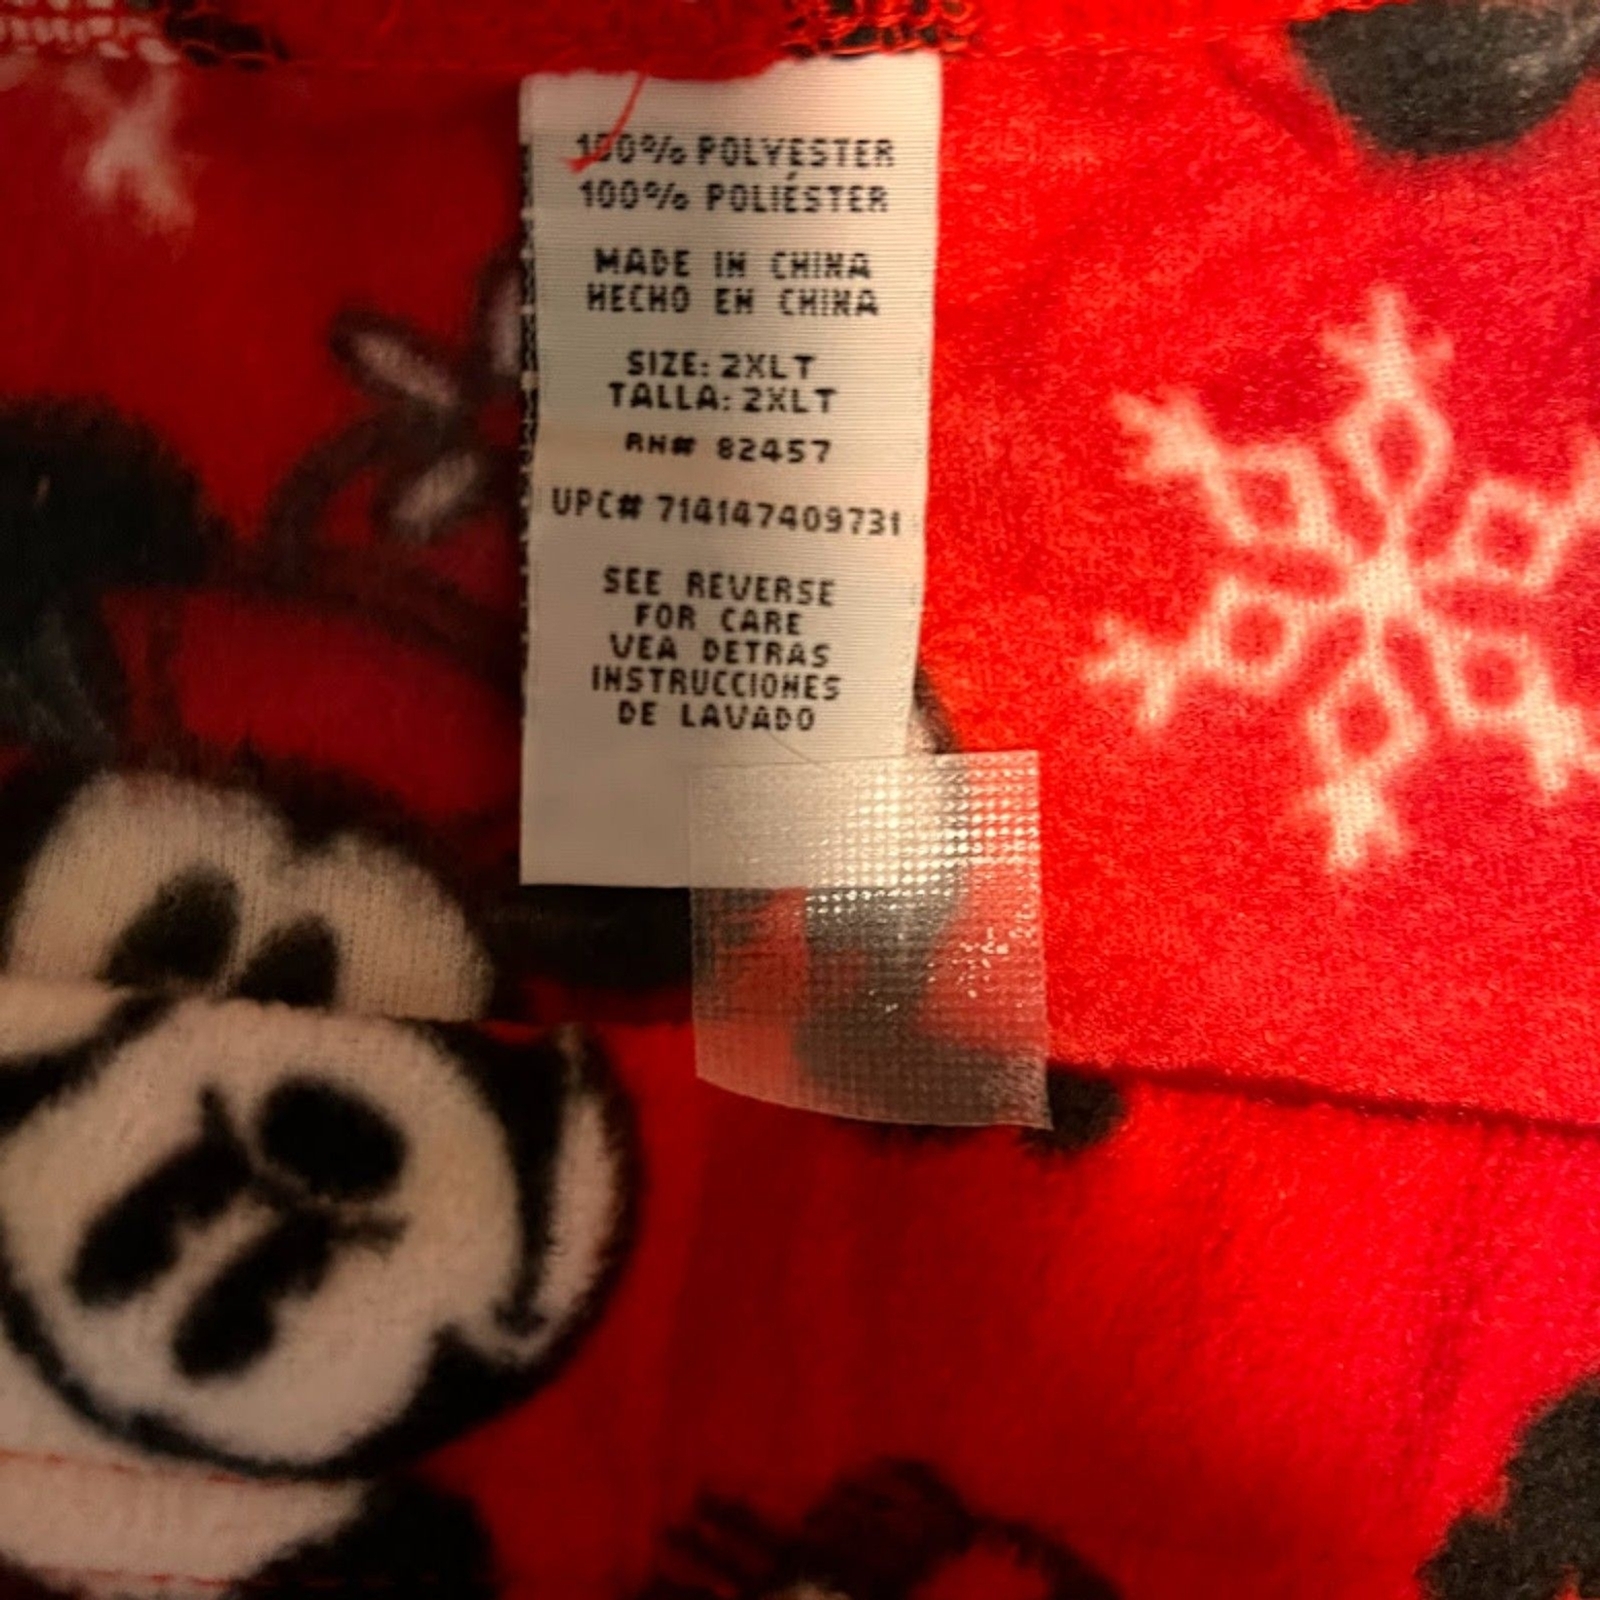 100% POLYESTER
100% POLIÉSTER
MADE IN CHINA
HECHO EN CHINA
SIZE: 2XLT
TALLA: 2XLT
RN# 82457
UPC# 714147409731
SEE REVERSE
FOR CARE
VEA DETRAS
INSTRUCCIONES
DE LAVADO